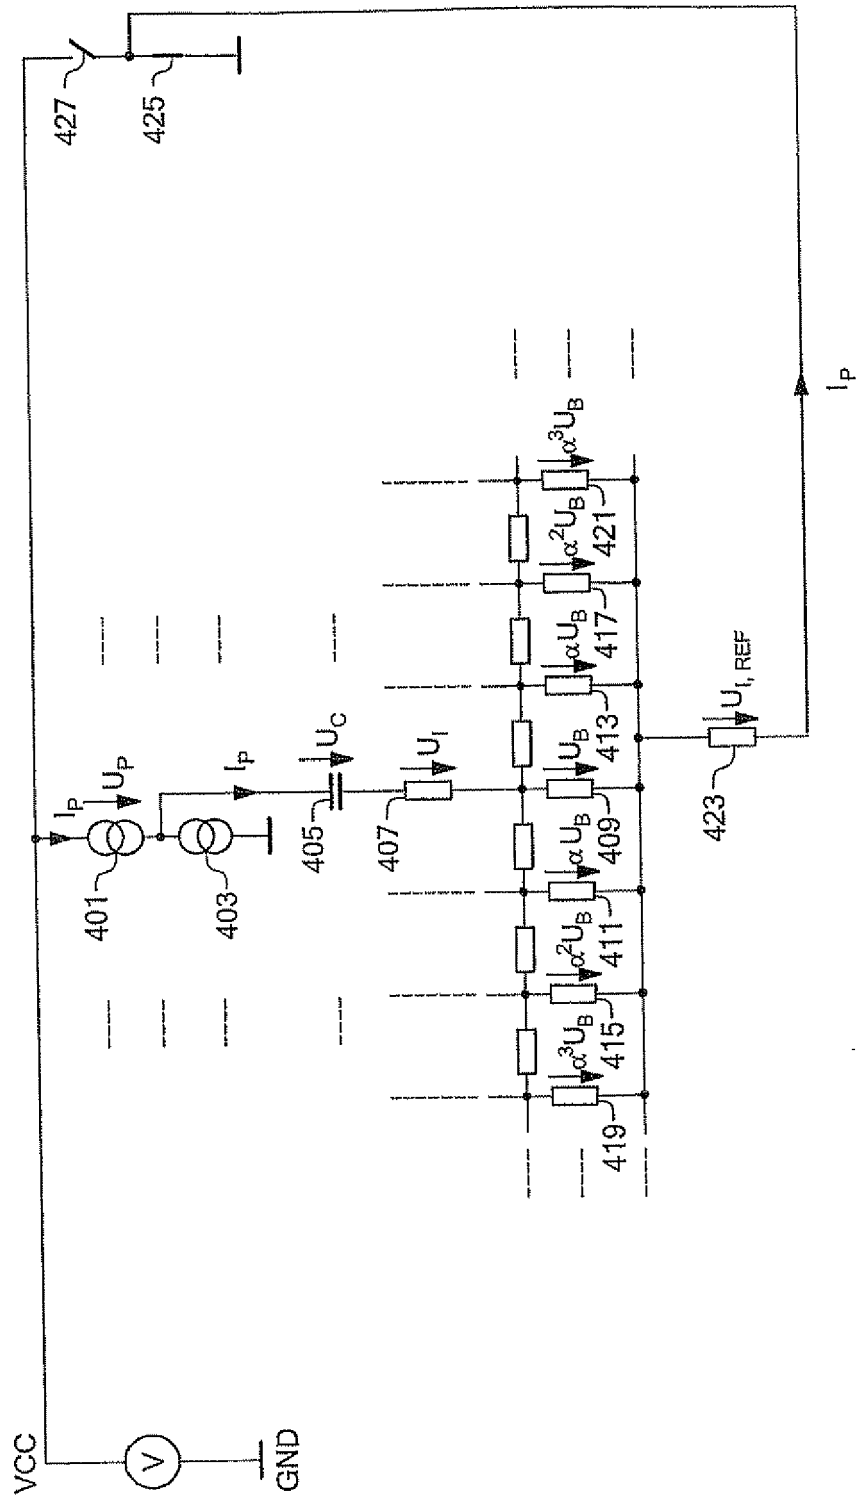 VCC
V
GND
427
425
I_P
U_P
401
403
I_P
U_C
405
U_I
407
α³U_B
419
α²U_B
415
αU_B
411
U_B
409
αU_B
413
α²U_B
417
α³U_B
421
U_I, REF
423
I_P